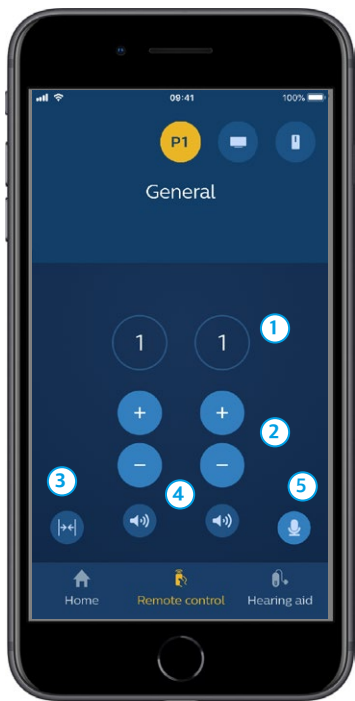 09:41 100%
P1
General
1 1 1
+ + 2
- - 3
4 5
Home Remote control Hearing aid